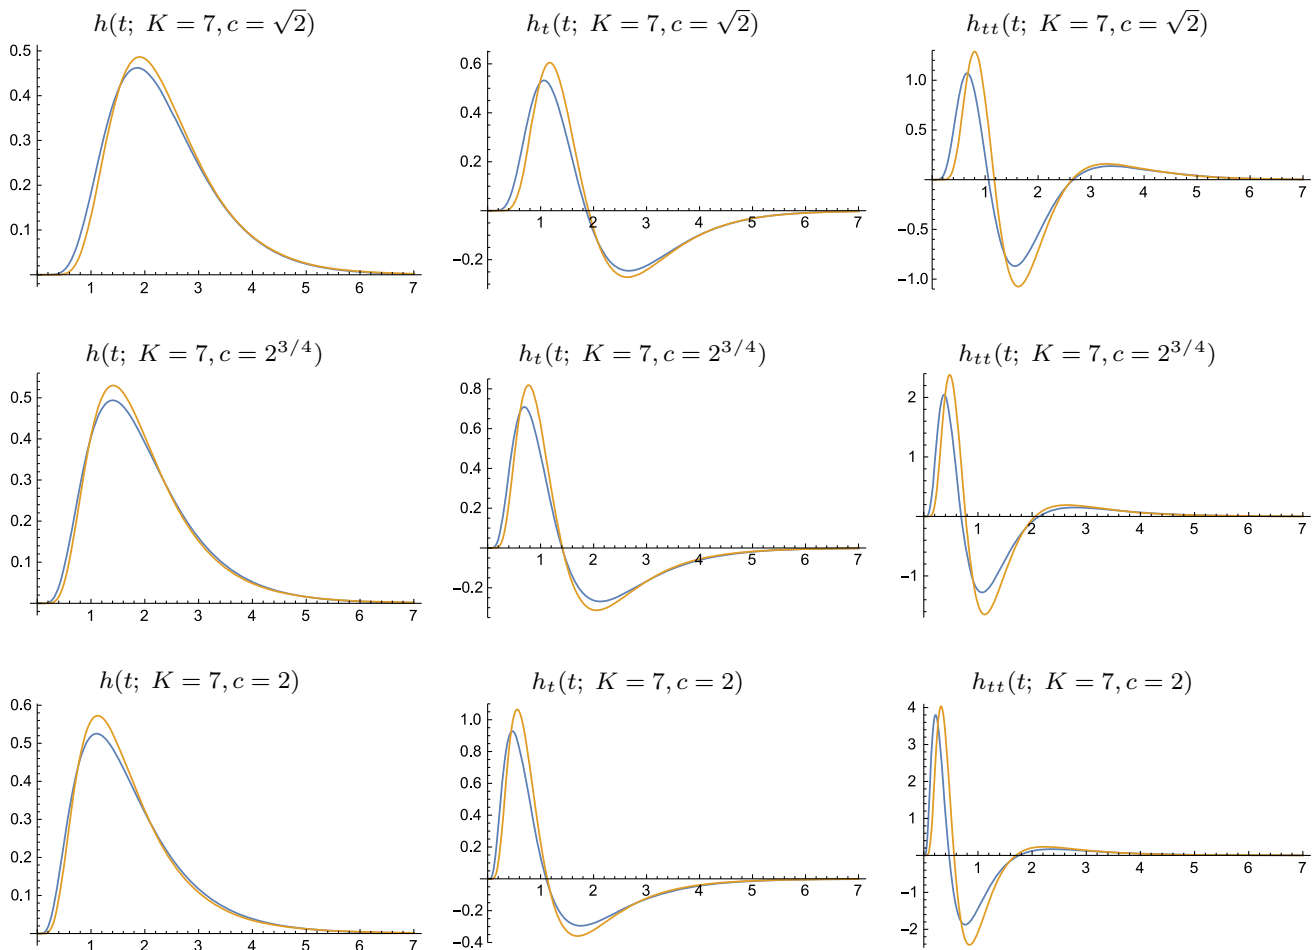 h(t; K = 7, c = √2)
h_t(t; K = 7, c = √2)
h_{tt}(t; K = 7, c = √2)
0.5
0.4
0.3
0.2
0.1
1 2 3 4 5 6 7
0.6
0.4
0.2
−0.2
1 2 3 4 5 6 7
1.0
0.5
−0.5
−1.0
1 2 3 4 5 6 7
h(t; K = 7, c = 2^{3/4})
h_t(t; K = 7, c = 2^{3/4})
h_{tt}(t; K = 7, c = 2^{3/4})
0.5
0.4
0.3
0.2
0.1
1 2 3 4 5 6 7
0.8
0.6
0.4
0.2
−0.2
1 2 3 4 5 6 7
2
1
−1
1 2 3 4 5 6 7
h(t; K = 7, c = 2)
h_t(t; K = 7, c = 2)
h_{tt}(t; K = 7, c = 2)
0.6
0.5
0.4
0.3
0.2
0.1
1 2 3 4 5 6 7
1.0
0.8
0.6
0.4
0.2
−0.2
−0.4
1 2 3 4 5 6 7
4
3
2
1
−1
−2
1 2 3 4 5 6 7